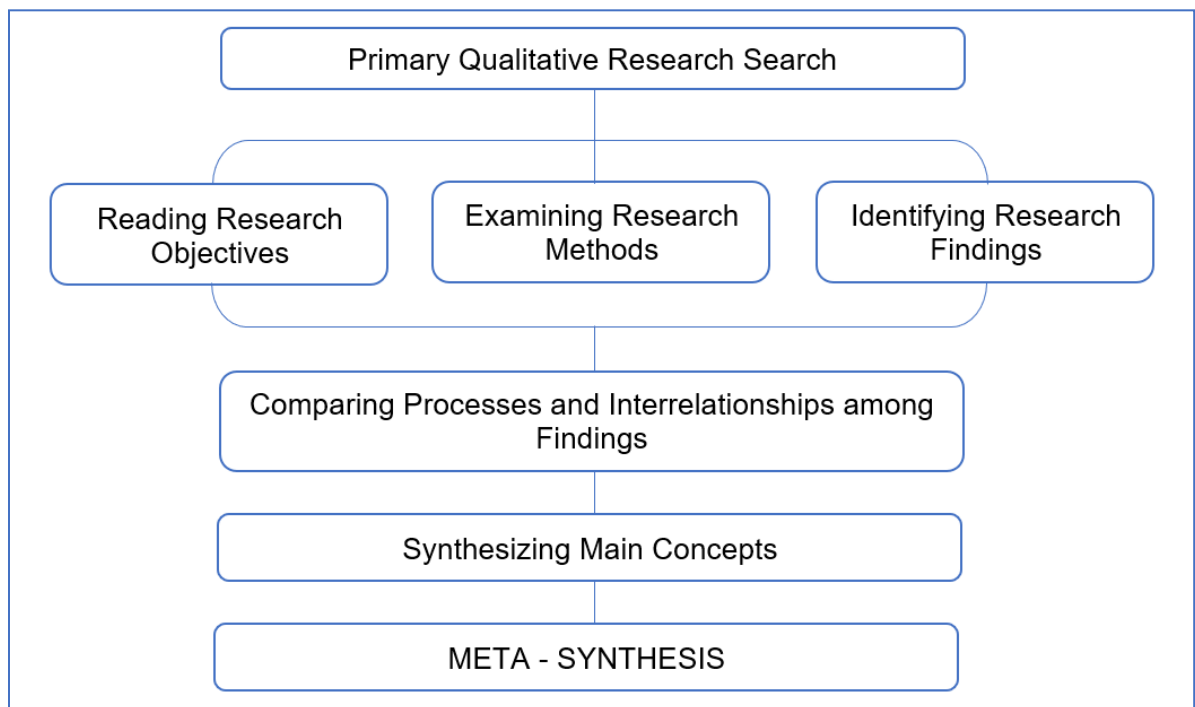 Primary Qualitative Research Search
Reading Research
Objectives
Examining Research
Methods
Identifying Research
Findings
Comparing Processes and Interrelationships among
Findings
Synthesizing Main Concepts
META - SYNTHESIS